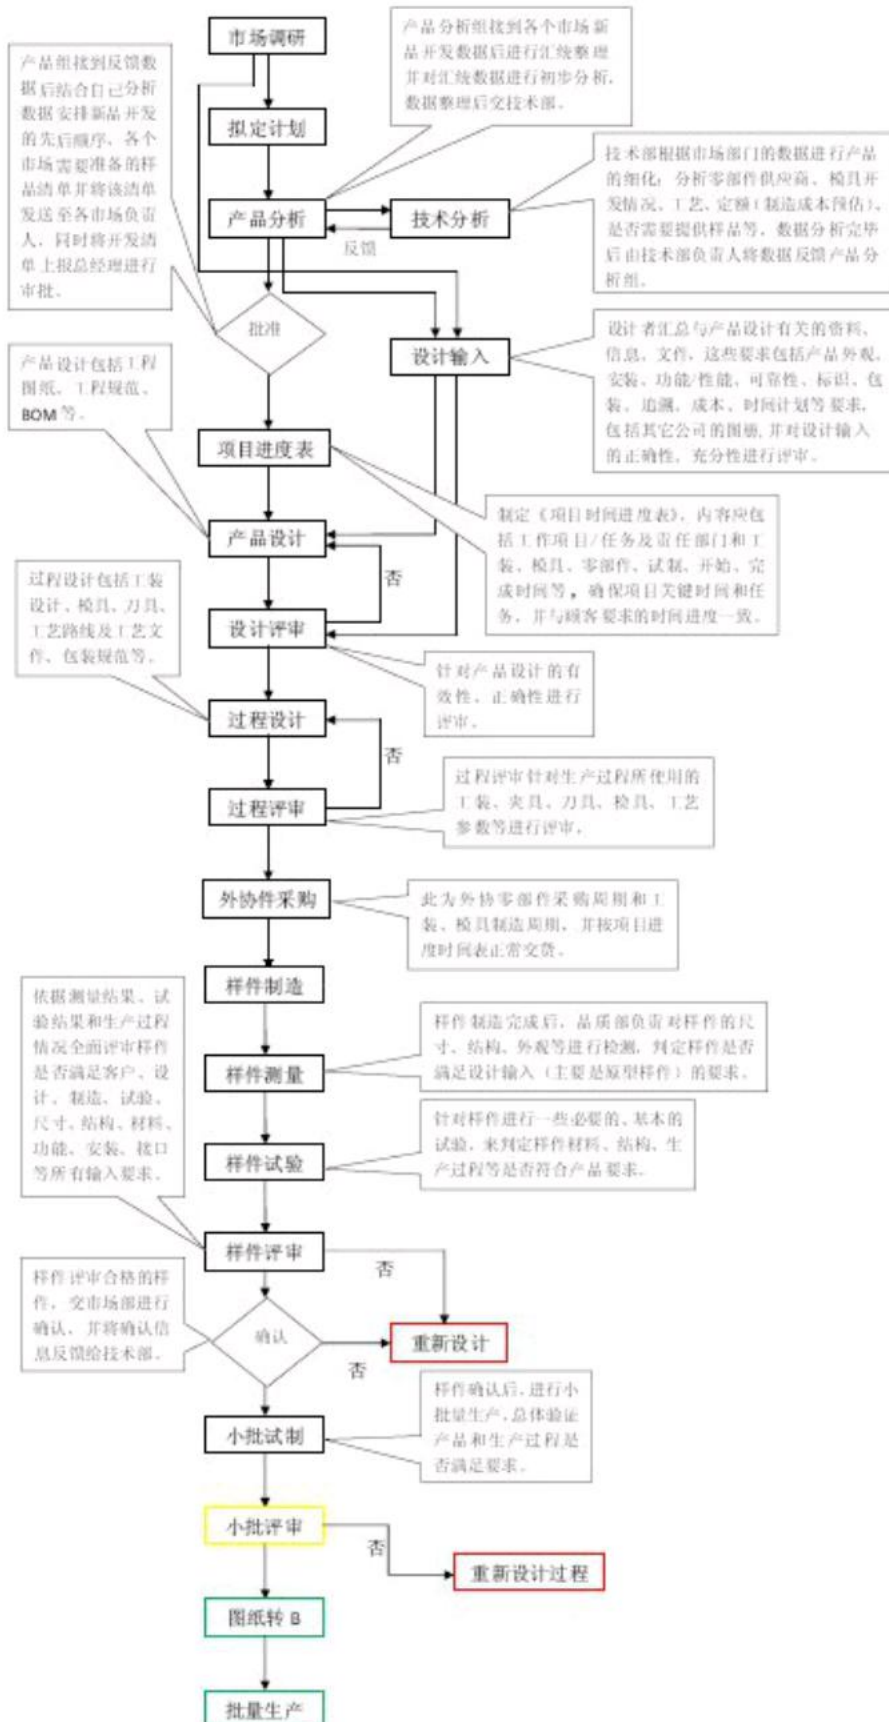 市场调研
产品分析组接到各个市场新
品开发数据后进行汇统整理
并对汇统数据进行初步分析，
数据整理后交技术部。
产品组接到反馈数
据后结合自己分析
数据安排新品开发
的先后顺序、各个
市场需要准备的样
品清单并将该清单
发送至各市场负责
人，同时将开发清
单上报总经理进行
审批。
拟定计划
技术部根据市场部门的数据进行产品
的细化；分析零部件供应商、模具开
发情况、工艺、定额（制造成本预估）、
是否需要提供样品等，数据分析完毕
后由技术部负责人将数据反馈产品分
析组。
产品分析
技术分析
反馈
批准
设计输入
设计者汇总与产品设计有关的资料、
信息、文件，这些要求包括产品外观、
安装、功能/性能、可靠性、标识、包
装、追溯、成本、时间计划等要求，
包括其它公司的图册,并对设计输入
的正确性，充分性进行评审。
产品设计包括工程
图纸、工程规范、
BOM 等。
项目进度表
制定《项目时间进度表》，内容应包
括工作项目/任务及责任部门和工
装、模具、零部件、试制、开始、完
成时间等，确保项目关键时间和任
务，并与顾客要求的时间进度一致。
产品设计
否
过程设计包括工装
设计、模具、刀具、
工艺路线及工艺文
件、包装规范等。
设计评审
针对产品设计的有
效性、正确性进行
评审。
过程设计
否
过程评审针对生产过程所使用的
工装、夹具、刀具、检具、工艺
参数等进行评审。
过程评审
外协件采购
此为外协零部件采购周期和工
装、模具制造周期，并按项目进
度时间表正常交货。
样件制造
依据测量结果、试
验结果和生产过程
情况全面评审样件
是否满足客户、设
计、制造、试验、
尺寸、结构、材料、
功能、安装、接口
等所有输入要求。
样件制造完成后，品质部负责对样件的尺
寸、结构、外观等进行检测，判定样件是否
满足设计输入（主要是原型样件）的要求。
样件测量
针对样件进行一些必要的、基本的
试验，来判定样件材料、结构、生
产过程等是否符合产品要求。
样件试验
样件评审
否
样件评审合格的样
件，交市场部进行
确认，并将确认信
息反馈给技术部。
确认
重新设计
否
样件确认后，进行小
批量生产，总体验证
产品和生产过程是
否满足要求。
小批试制
小批评审
否
重新设计过程
图纸转 B
批量生产